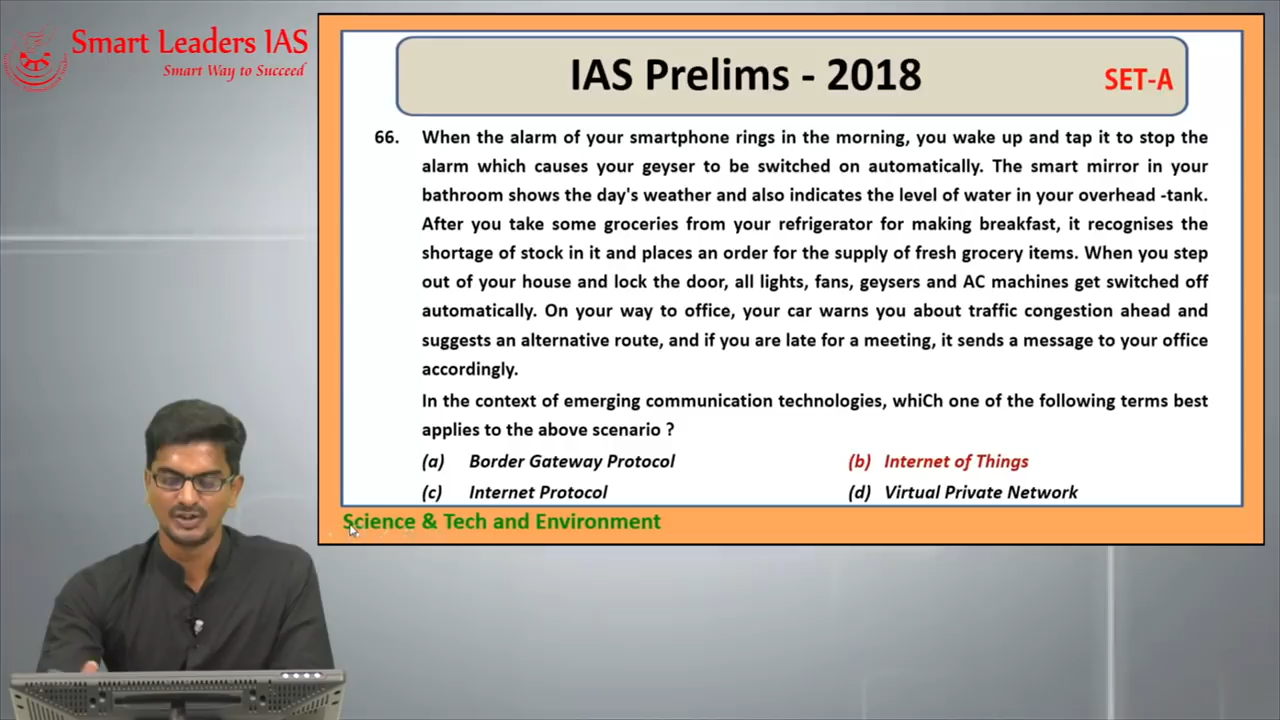 Smart Leaders IAS
Smart Way to Succeed
IAS Prelims - 2018
SET-A
66. When the alarm of your smartphone rings in the morning, you wake up and tap it to stop the
alarm which causes your geyser to be switched on automatically. The smart mirror in your
bathroom shows the day's weather and also indicates the level of water in your overhead -tank.
After you take some groceries from your refrigerator for making breakfast, it recognises the
shortage of stock in it and places an order for the supply of fresh grocery items. When you step
out of your house and lock the door, all lights, fans, geysers and AC machines get switched off
automatically. On your way to office, your car warns you about traffic congestion ahead and
suggests an alternative route, and if you are late for a meeting, it sends a message to your office
accordingly.
In the context of emerging communication technologies, whiCh one of the following terms best
applies to the above scenario ?
(a) Border Gateway Protocol (b) Internet of Things
(c) Internet Protocol (d) Virtual Private Network
Science & Tech and Environment